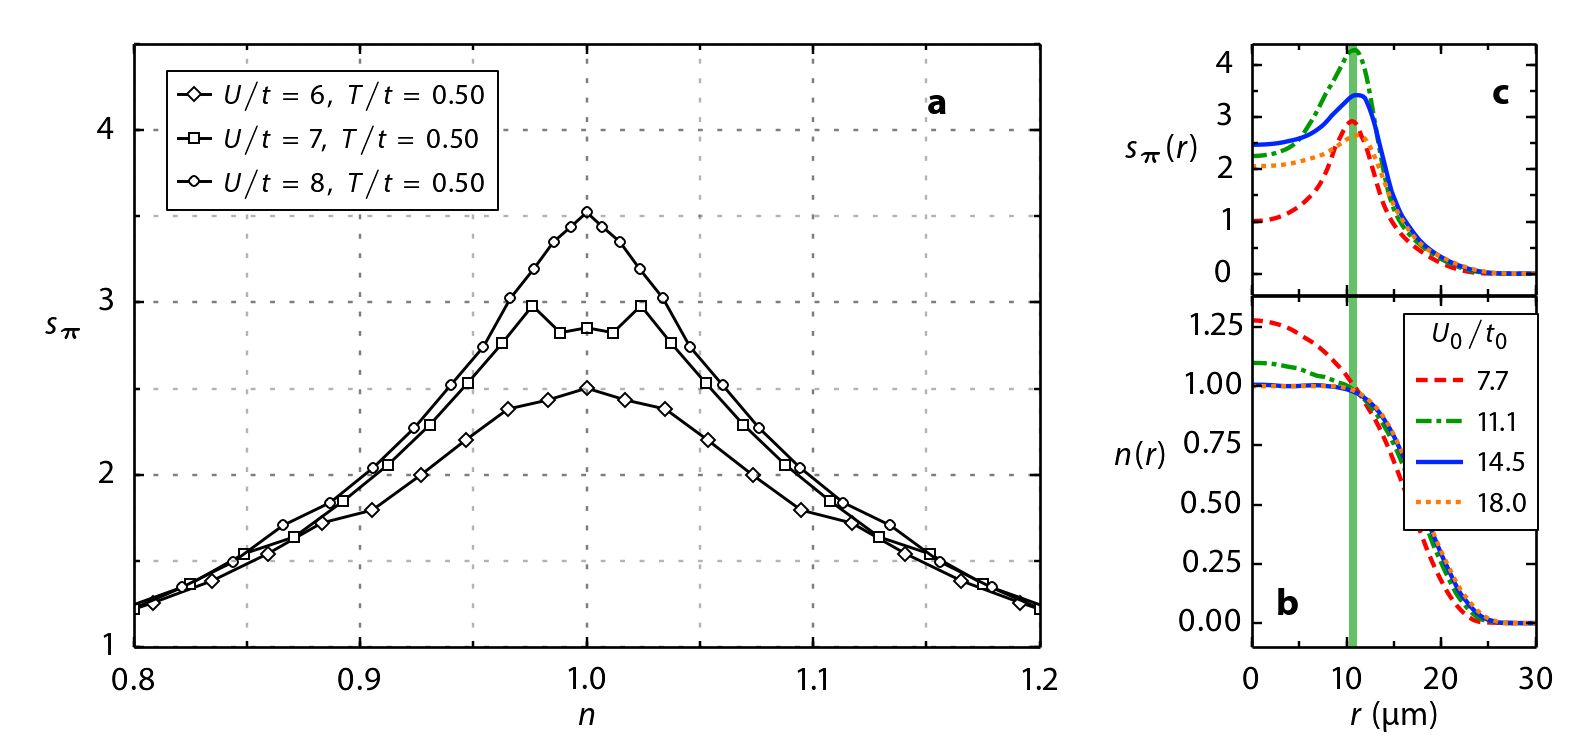 a
U/t = 6, T/t = 0.50
U/t = 7, T/t = 0.50
U/t = 8, T/t = 0.50
4
3
2
1
sπ
0.8 0.9 1.0 1.1 1.2
n
c
4
3
2
1
0
sπ(r)
1.25
1.00
0.75
0.50
0.25
0.00
n(r)
U0/t0
7.7
11.1
14.5
18.0
b
0 10 20 30
r (μm)